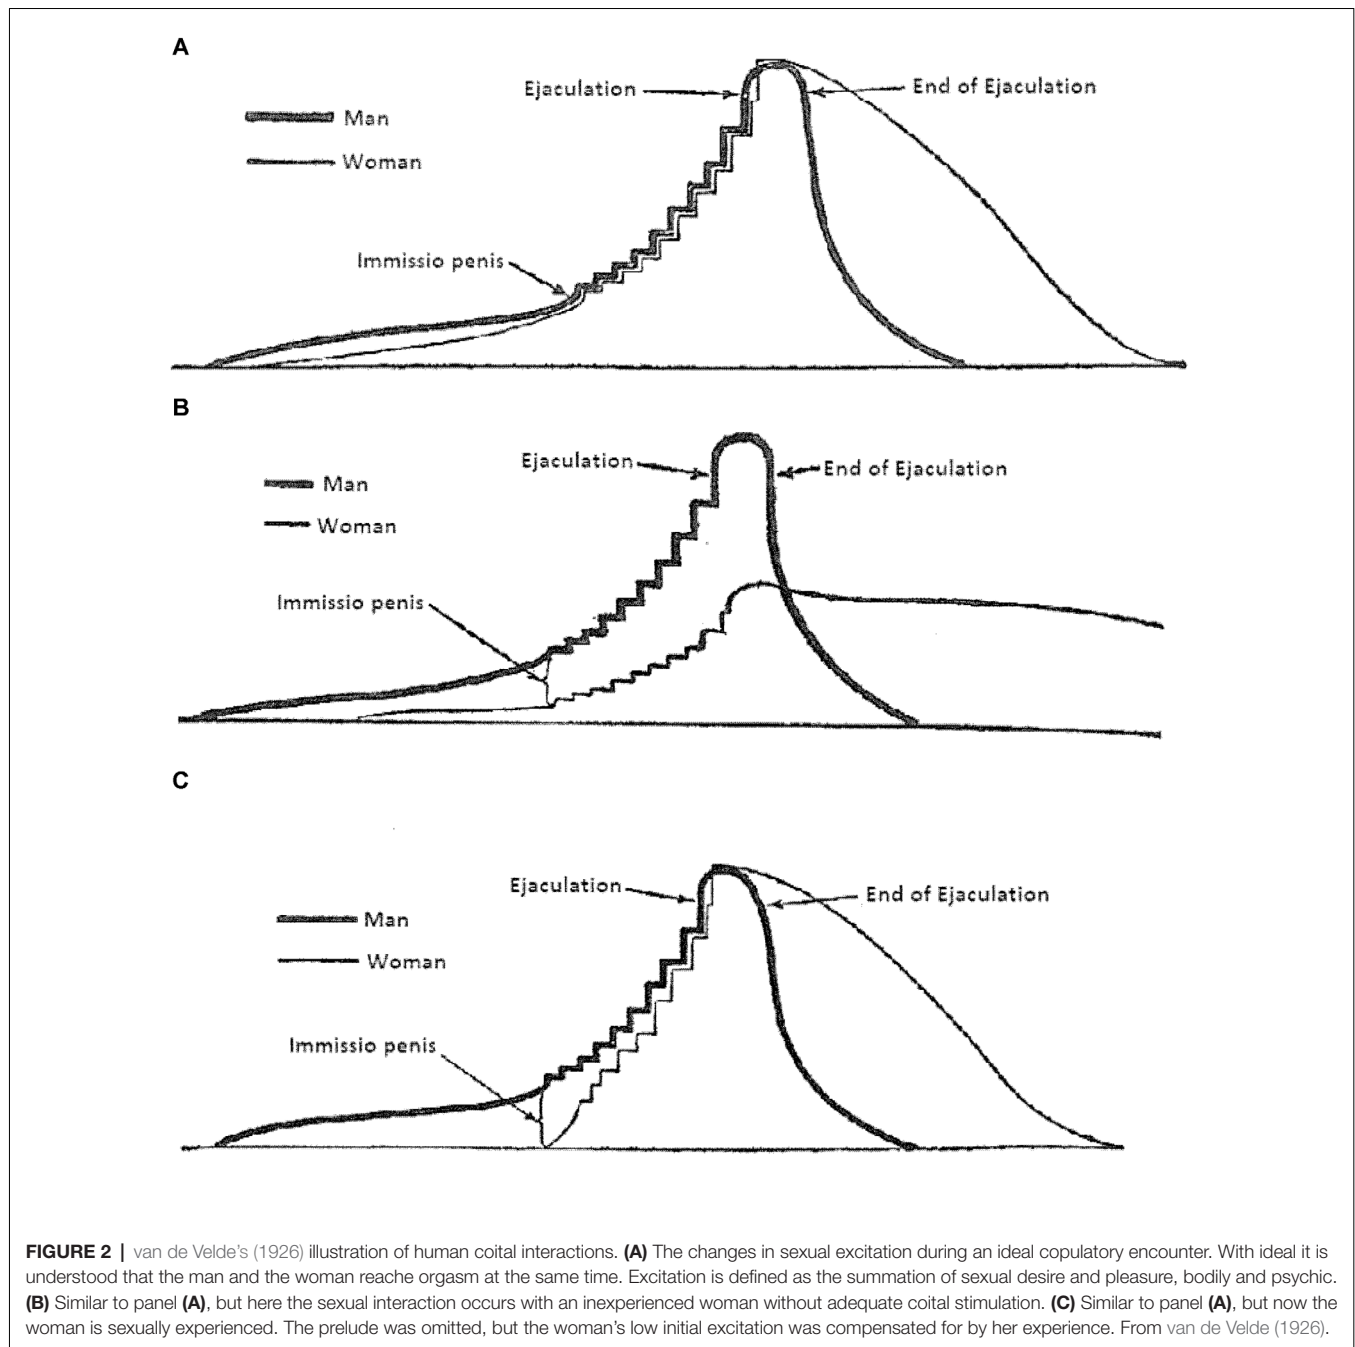 A
Ejaculation
End of Ejaculation
Man
Woman
Immissio penis
B
Ejaculation
End of Ejaculation
Man
Woman
Immissio penis
C
Ejaculation
End of Ejaculation
Man
Woman
Immissio penis
FIGURE 2 | van de Velde's (1926) illustration of human coital interactions. (A) The changes in sexual excitation during an ideal copulatory encounter. With ideal it is
understood that the man and the woman reache orgasm at the same time. Excitation is defined as the summation of sexual desire and pleasure, bodily and psychic.
(B) Similar to panel (A), but here the sexual interaction occurs with an inexperienced woman without adequate coital stimulation. (C) Similar to panel (A), but now the
woman is sexually experienced. The prelude was omitted, but the woman's low initial excitation was compensated for by her experience. From van de Velde (1926).